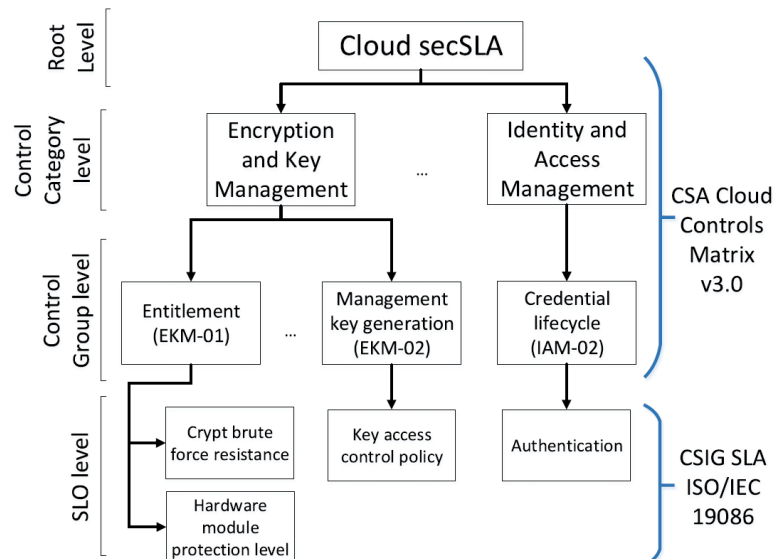 Root
Level
Cloud secSLA
Control
Category
level
Encryption
and Key
Management
...
Identity and
Access
Management
CSA Cloud
Controls
Matrix
v3.0
Control
Group level
Entitlement
(EKM-01)
...
Management
key generation
(EKM-02)
Credential
lifecycle
(IAM-02)
SLO level
Crypt brute
force resistance
Key access
control policy
Authentication
Hardware
module
protection level
CSIG SLA
ISO/IEC
19086